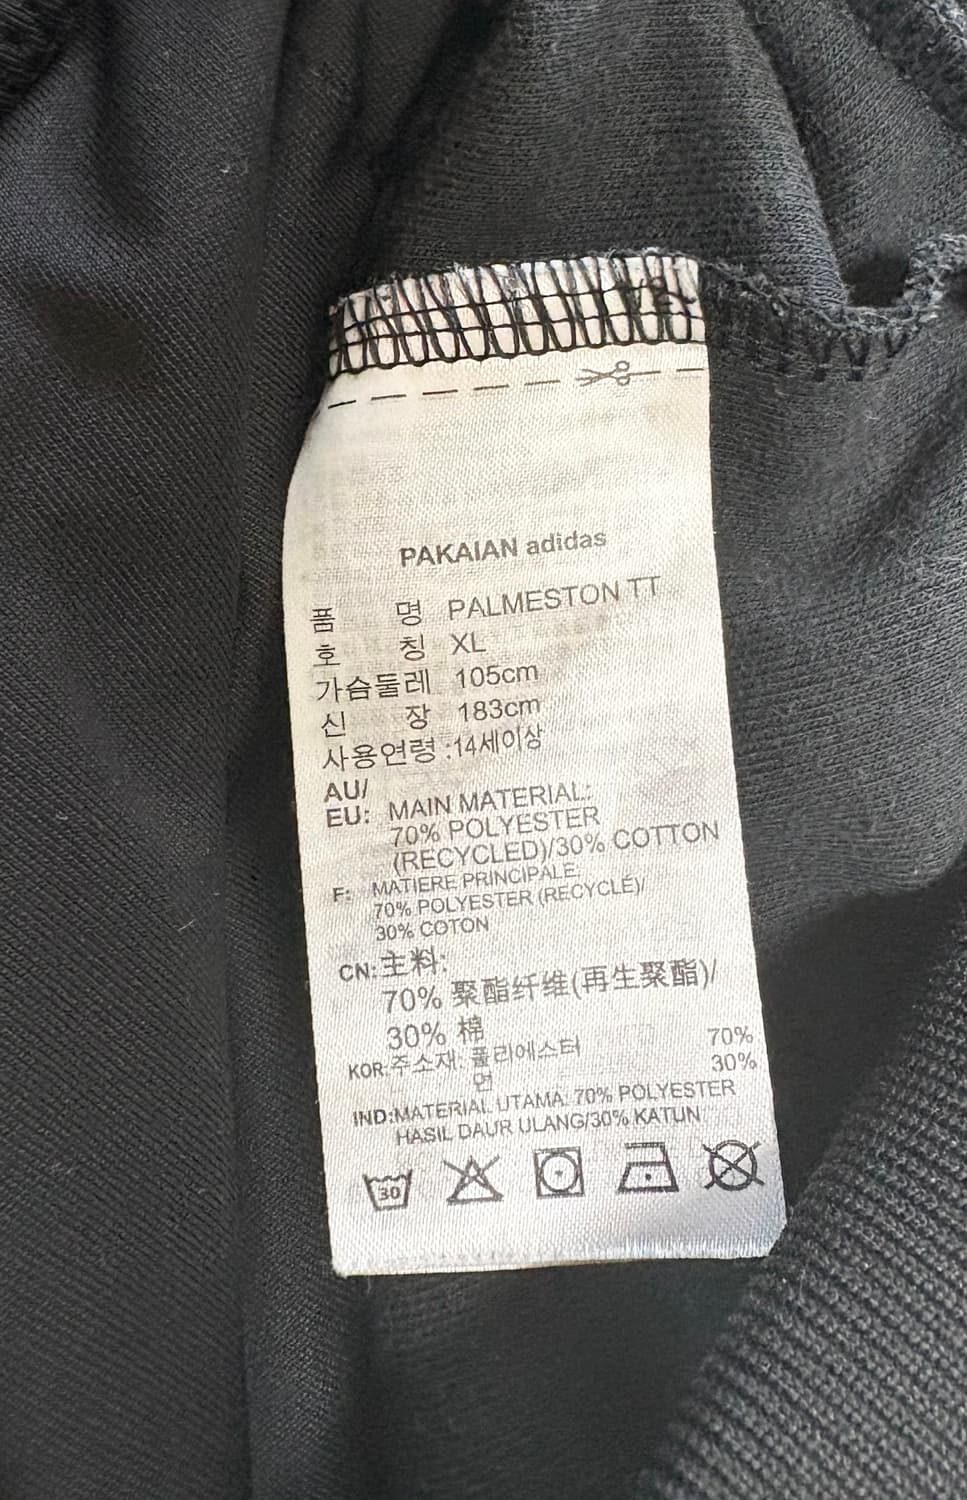 PAKAIAN adidas
품 명 PALMESTON TT
호 칭 XL
가슴둘레 105cm
신 장 183cm
사용연령 :14세이상
AU/
EU: MAIN MATERIAL:
70% POLYESTER
(RECYCLED)/30% COTTON
F: MATIERE PRINCIPALE:
70% POLYESTER (RECYCLÉ)/
30% COTON
CN:主料:
70% 聚酯纤维(再生聚酯)/
30% 棉
KOR:주소재: 폴리에스터 70%
면 30%
IND:MATERIAL UTAMA: 70% POLYESTER
HASIL DAUR ULANG/30% KATUN
30